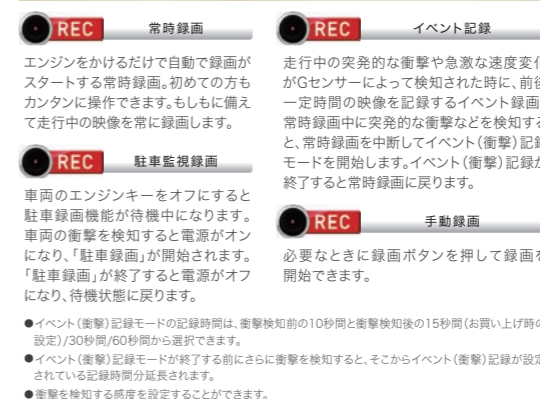 REC 常時録画
エンジンをかけるだけで自動で録画が
スタートする常時録画。初めての方も
カンタンに操作できます。もしもに備え
て走行中の映像を常に録画します。
REC 駐車監視録画
車両のエンジンキーをオフにすると
駐車録画機能が待機中になります。
車両の衝撃を検知すると電源がオン
になり、「駐車録画」が開始されます。
「駐車録画」が終了すると電源がオフ
になり、待機状態に戻ります。
REC イベント記録
走行中の突発的な衝撃や急激な速度変化
がGセンサーによって検知された時に、前後
一定時間の映像を記録するイベント録画
常時録画中に突発的な衝撃などを検知する
と、常時録画を中断してイベント(衝撃)記録
モードを開始します。イベント(衝撃)記録が
終了すると常時録画に戻ります。
REC 手動録画
必要なときに録画ボタンを押して録画を
開始できます。
●イベント(衝撃)記録モードの記録時間は、衝撃検知前の10秒間と衝撃検知後の15秒間(お買い上げ時の
設定)/30秒間/60秒間から選択できます。
●イベント(衝撃)記録モードが終了する前にさらに衝撃を検知すると、そこからイベント(衝撃)記録が設定
されている記録時間分延長されます。
●衝撃を検知する感度を設定することができます。